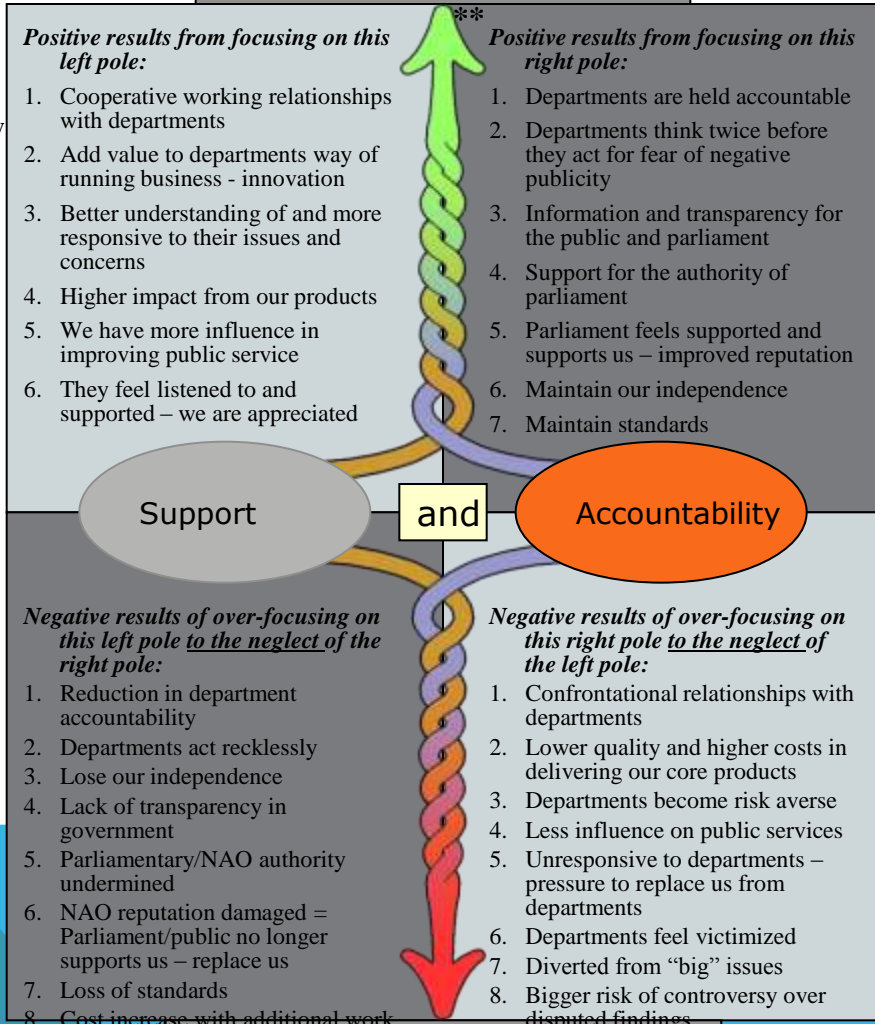 **
Positive results from focusing on this
left pole:
1. Cooperative working relationships
with departments
2. Add value to departments way of
running business - innovation
3. Better understanding of and more
responsive to their issues and
concerns
4. Higher impact from our products
5. We have more influence in
improving public service
6. They feel listened to and
supported – we are appreciated
Positive results from focusing on this
right pole:
1. Departments are held accountable
2. Departments think twice before
they act for fear of negative
publicity
3. Information and transparency for
the public and parliament
4. Support for the authority of
parliament
5. Parliament feels supported and
supports us – improved reputation
6. Maintain our independence
7. Maintain standards
Support
and
Accountability
Negative results of over-focusing on
this left pole to the neglect of the
right pole:
1. Reduction in department
accountability
2. Departments act recklessly
3. Lose our independence
4. Lack of transparency in
government
5. Parliamentary/NAO authority
undermined
6. NAO reputation damaged =
Parliament/public no longer
supports us – replace us
7. Loss of standards
8. Cost increase with additional work
Negative results of over-focusing on
this right pole to the neglect of
the left pole:
1. Confrontational relationships with
departments
2. Lower quality and higher costs in
delivering our core products
3. Departments become risk averse
4. Less influence on public services
5. Unresponsive to departments –
pressure to replace us from
departments
6. Departments feel victimized
7. Diverted from “big” issues
8. Bigger risk of controversy over
disputed findings